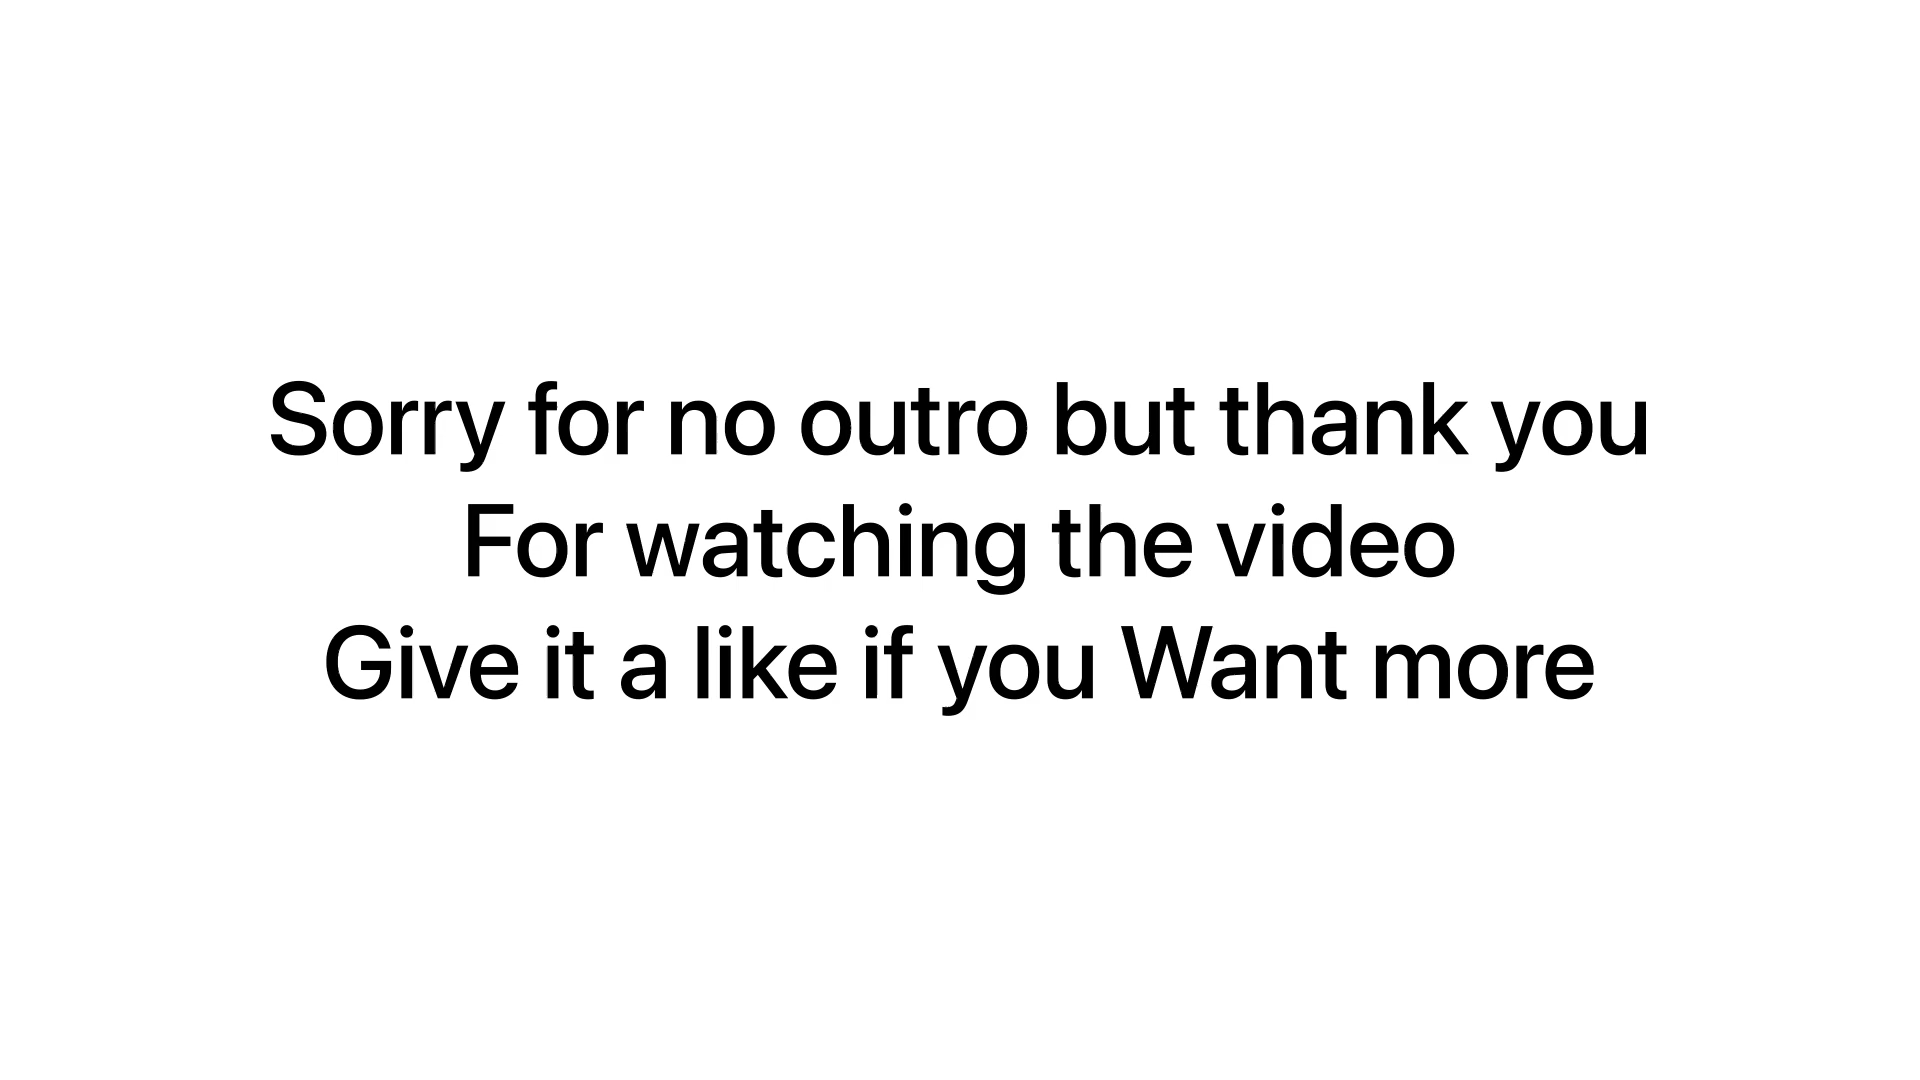 Sorry for no outro but thank you
For watching the video
Give it a like if you Want more